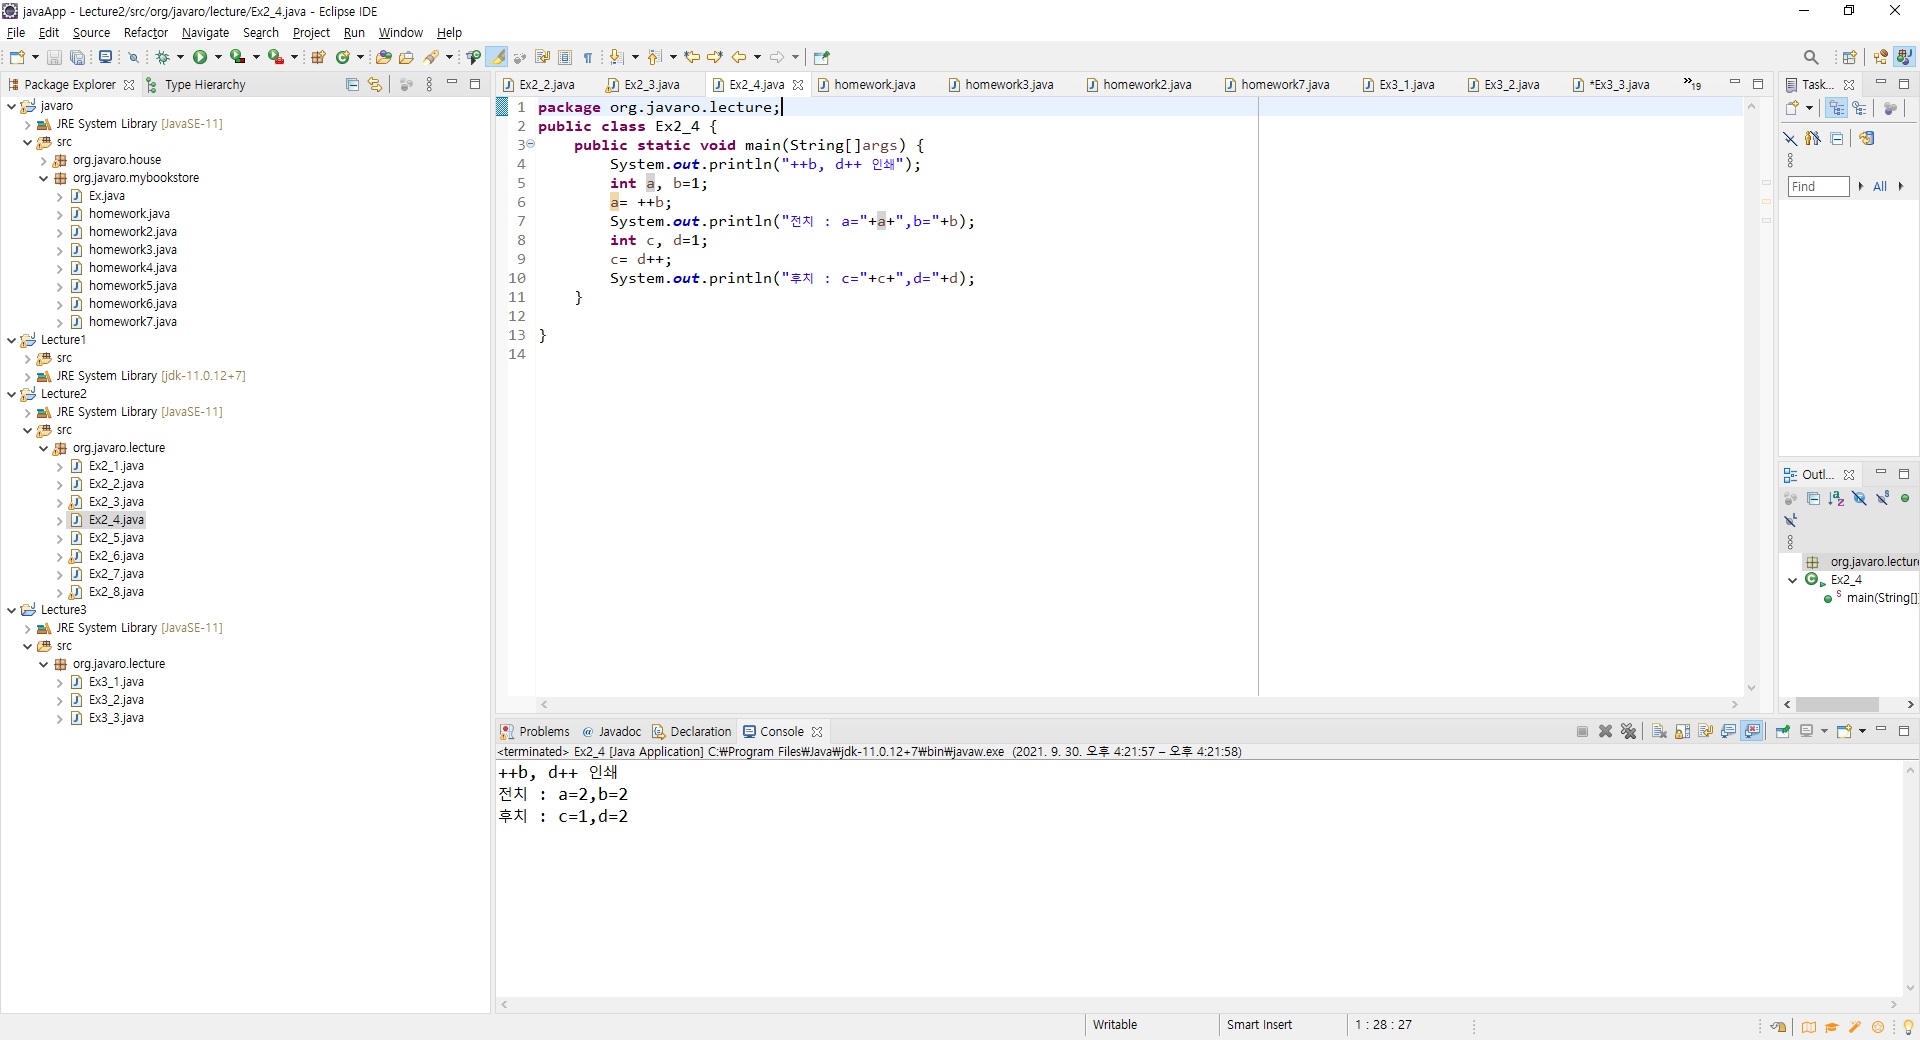 javaApp - Lecture2/src/org/javaro/lecture/Ex2_4.java - Eclipse IDE
File Edit Source Refactor Navigate Search Project Run Window Help
Package Explorer Type Hierarchy
javaro
JRE System Library [JavaSE-11]
src
org.javaro.house
org.javaro.mybookstore
Ex.java
homework.java
homework2.java
homework3.java
homework4.java
homework5.java
homework6.java
homework7.java
Lecture1
src
JRE System Library [jdk-11.0.12+7]
Lecture2
JRE System Library [JavaSE-11]
src
org.javaro.lecture
Ex2_1.java
Ex2_2.java
Ex2_3.java
Ex2_4.java
Ex2_5.java
Ex2_6.java
Ex2_7.java
Ex2_8.java
Lecture3
JRE System Library [JavaSE-11]
src
org.javaro.lecture
Ex3_1.java
Ex3_2.java
Ex3_3.java
Ex2_2.java Ex2_3.java Ex2_4.java homework.java homework3.java homework2.java homework7.java Ex3_1.java Ex3_2.java *Ex3_3.java »19
1 package org.javaro.lecture;
2 public class Ex2_4 {
3 public static void main(String[]args) {
4 System.out.println("++b, d++ 인쇄");
5 int a, b=1;
6 a= ++b;
7 System.out.println("전치 : a="+a+",b="+b);
8 int c, d=1;
9 c= d++;
10 System.out.println("후치 : c="+c+",d="+d);
11 }
12
13 }
14
Task...
Find All
Outl...
org.javaro.lecture
Ex2_4
main(String[])
Problems @ Javadoc Declaration Console
<terminated> Ex2_4 [Java Application] C:₩Program Files₩Java₩jdk-11.0.12+7₩bin₩javaw.exe (2021. 9. 30. 오후 4:21:57 – 오후 4:21:58)
++b, d++ 인쇄
전치 : a=2,b=2
후치 : c=1,d=2
Writable Smart Insert 1 : 28 : 27